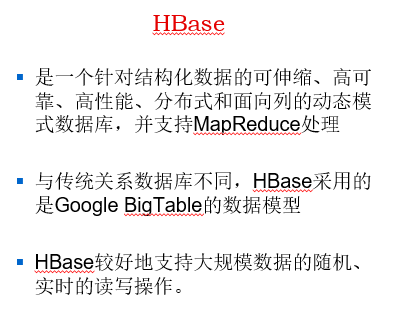 HBase
是一个针对结构化数据的可伸缩、高可
靠、高性能、分布式和面向列的动态模
式数据库，并支持MapReduce处理
与传统关系数据库不同，HBase采用的
是Google BigTable的数据模型
HBase较好地支持大规模数据的随机、
实时的读写操作。